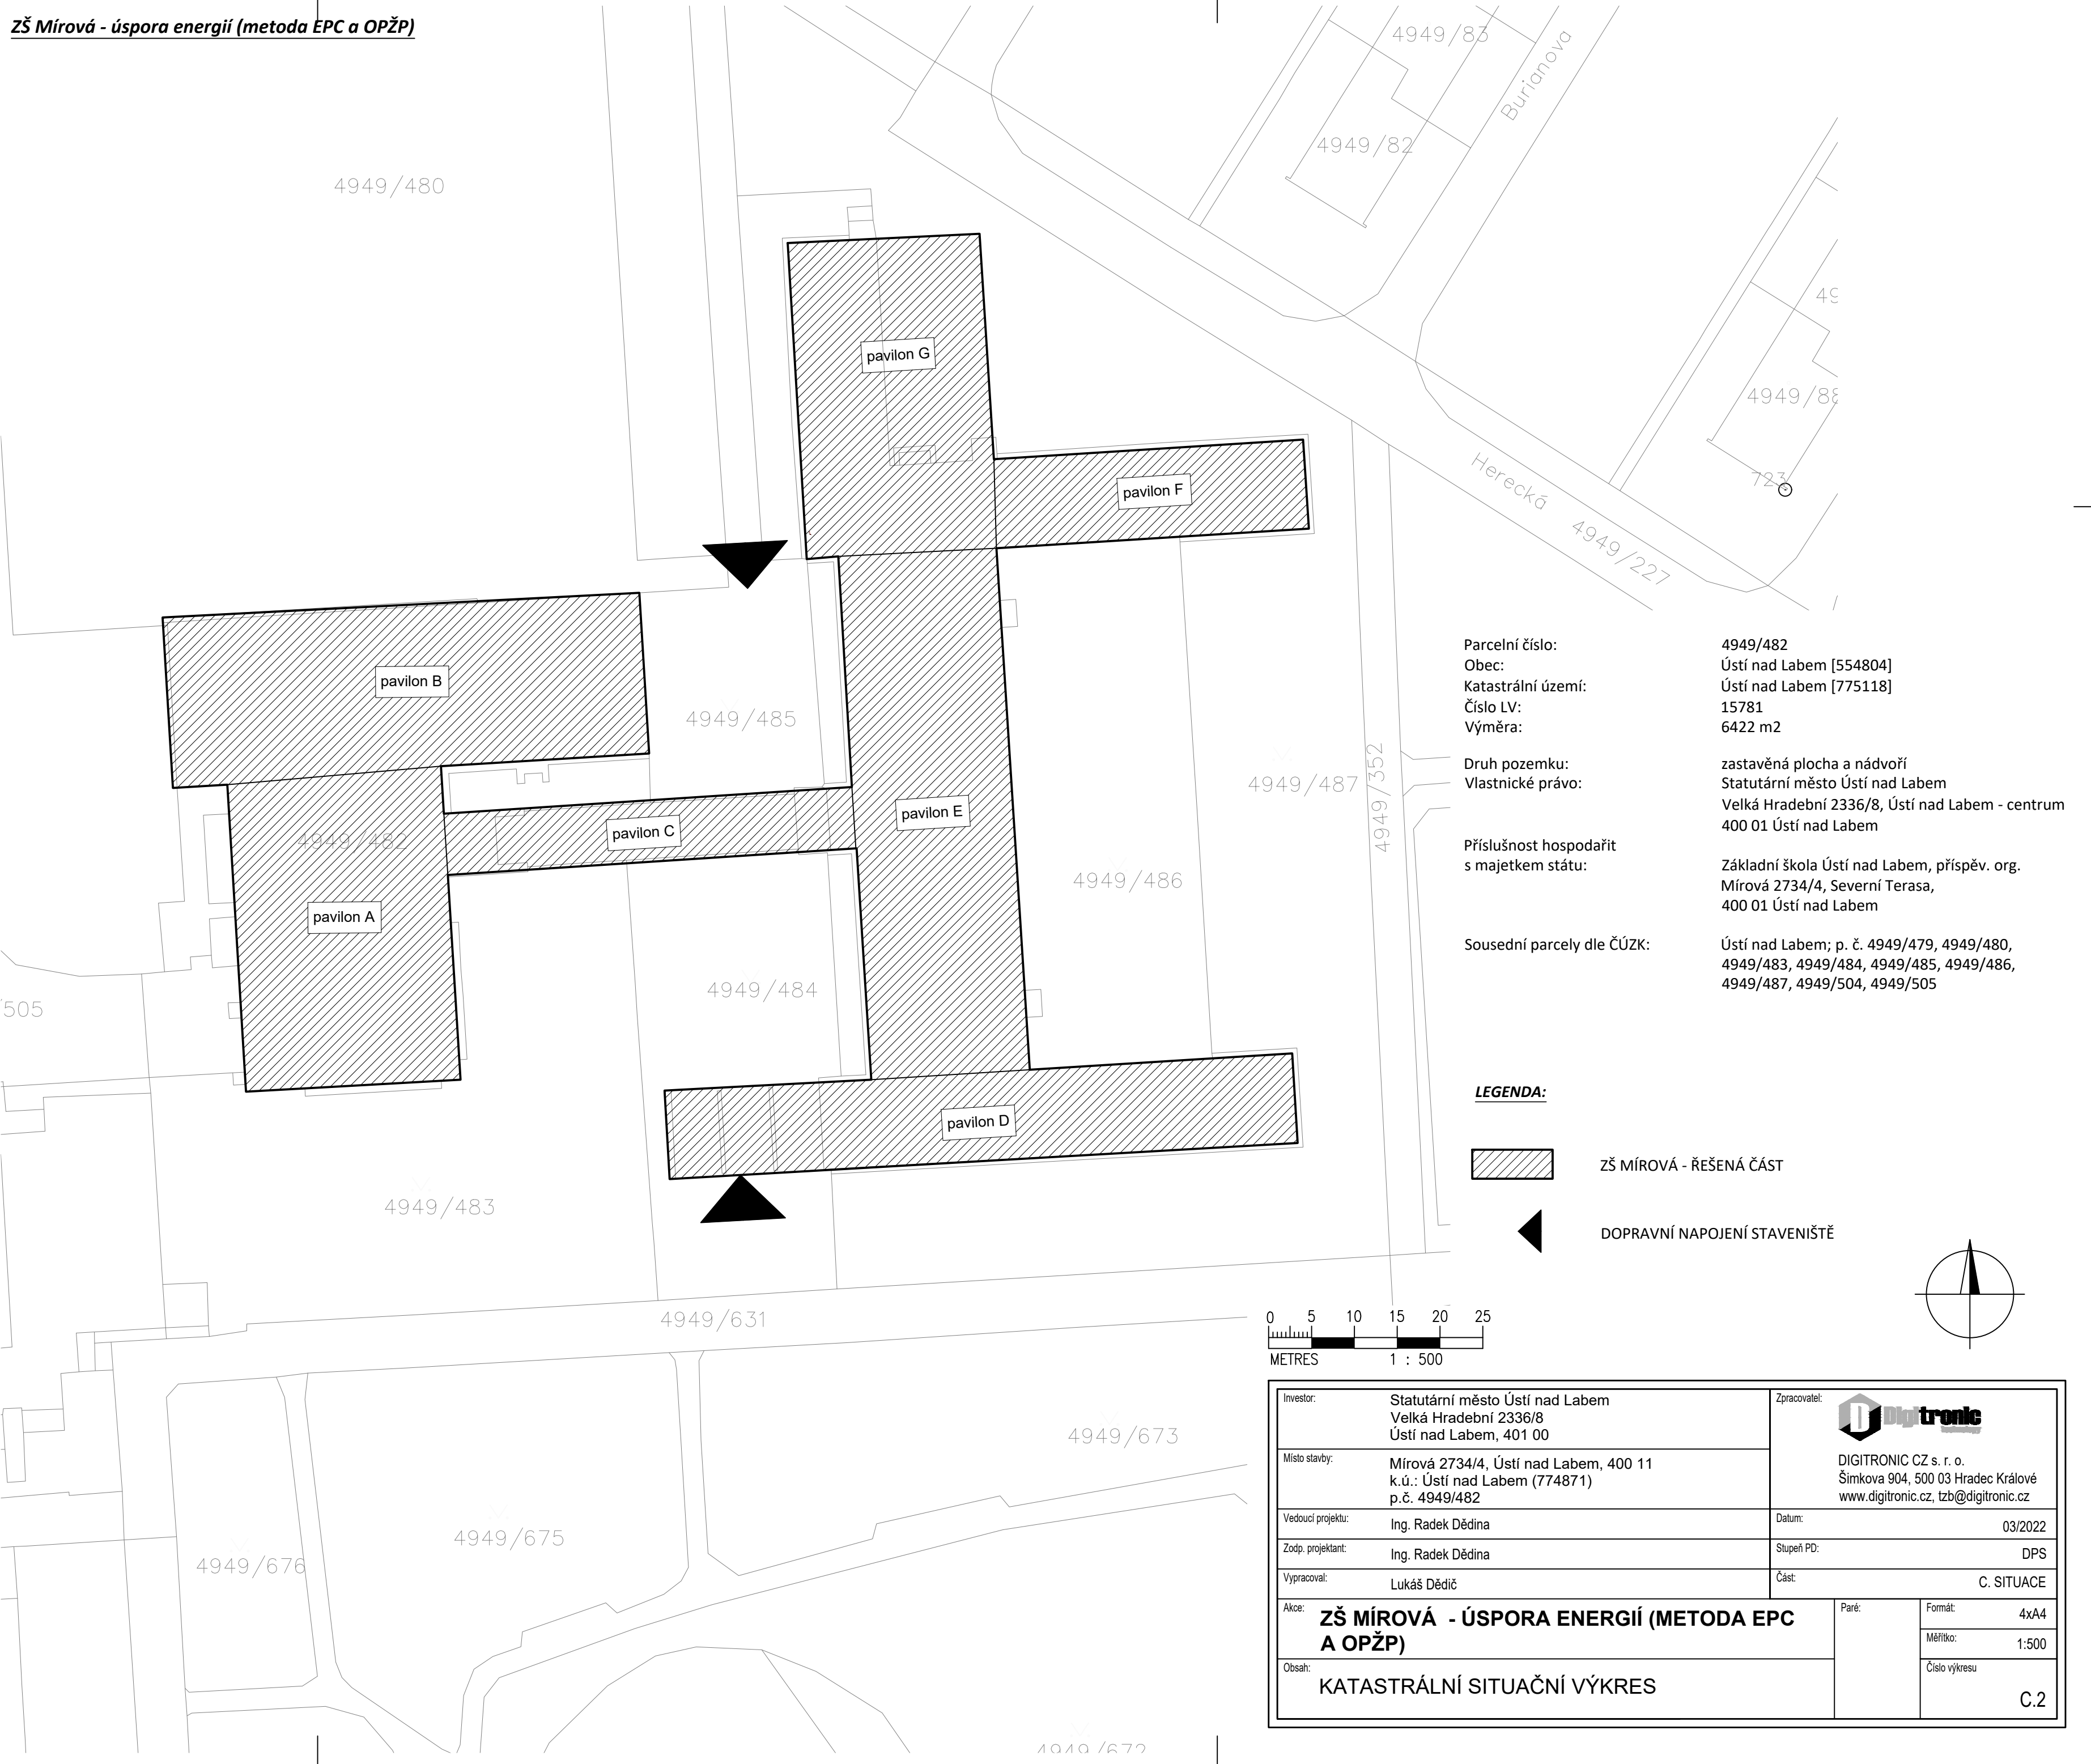 ZŠ Mírová - úspora energií (metoda EPC a OPŽP)
4949/83
Burianova
4949/82
4949/480
pavilon G
4949/88
Herecká
723
pavilon F
4949/227
Parcelní číslo: 4949/482
Obec: Ústí nad Labem [554804]
Katastrální území: Ústí nad Labem [775118]
Číslo LV: 15781
Výměra: 6422 m2
Druh pozemku: zastavěná plocha a nádvoří
Vlastnické právo: Statutární město Ústí nad Labem
Velká Hradební 2336/8, Ústí nad Labem - centrum
400 01 Ústí nad Labem
Příslušnost hospodařit
s majetkem státu: Základní škola Ústí nad Labem, příspěv. org.
Mírová 2734/4, Severní Terasa,
400 01 Ústí nad Labem
Sousední parcely dle ČÚZK: Ústí nad Labem; p. č. 4949/479, 4949/480,
4949/483, 4949/484, 4949/485, 4949/486,
4949/487, 4949/504, 4949/505
pavilon B
4949/485
4949/487
4949/352
pavilon E
pavilon C
4949/482
4949/486
pavilon A
4949/484
505
pavilon D
4949/483
LEGENDA:
ZŠ MÍROVÁ - ŘEŠENÁ ČÁST
DOPRAVNÍ NAPOJENÍ STAVENIŠTĚ
4949/631
0 5 10 15 20 25
METRES 1 : 500
4949/673
4949/675
4949/676
4949/672
Investor: Statutární město Ústí nad Labem
Velká Hradební 2336/8
Ústí nad Labem, 401 00
Zpracovatel:
Digitronic
technology
DIGITRONIC CZ s. r. o.
Šimkova 904, 500 03 Hradec Králové
www.digitronic.cz, tzb@digitronic.cz
Místo stavby: Mírová 2734/4, Ústí nad Labem, 400 11
k.ú.: Ústí nad Labem (774871)
p.č. 4949/482
Vedoucí projektu: Ing. Radek Dědina
Datum: 03/2022
Zodp. projektant: Ing. Radek Dědina
Stupeň PD: DPS
Vypracoval: Lukáš Dědič
Část: C. SITUACE
Akce: ZŠ MÍROVÁ - ÚSPORA ENERGIÍ (METODA EPC
A OPŽP)
Paré:
Formát: 4xA4
Měřítko: 1:500
Obsah: KATASTRÁLNÍ SITUAČNÍ VÝKRES
Číslo výkresu
C.2